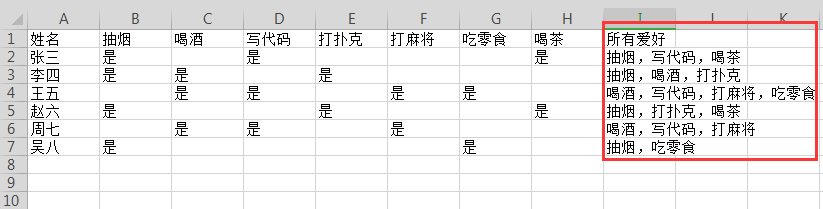 A B C D E F G H I J K
1 姓名 抽烟 喝酒 写代码 打扑克 打麻将 吃零食 喝茶 所有爱好
2 张三 是 是 是 抽烟，写代码，喝茶
3 李四 是 是 是 抽烟，喝酒，打扑克
4 王五 是 是 是 是 喝酒，写代码，打麻将，吃零食
5 赵六 是 是 是 抽烟，打扑克，喝茶
6 周七 是 是 是 喝酒，写代码，打麻将
7 吴八 是 是 抽烟，吃零食
8
9
10